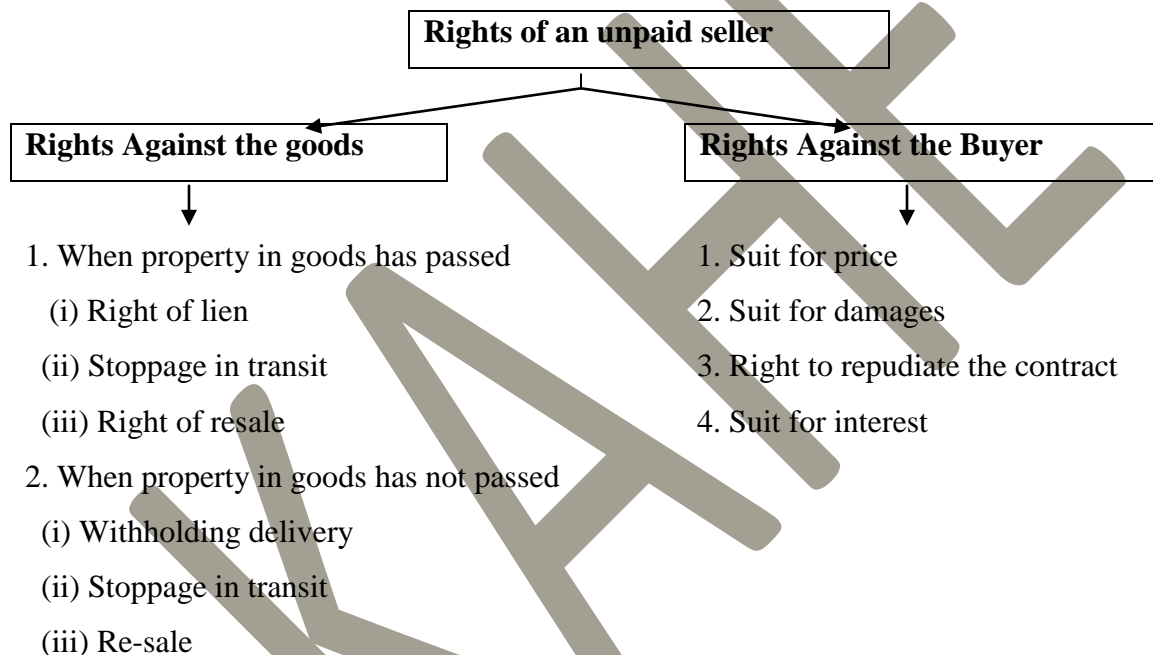 Rights of an unpaid seller
Rights Against the goods
1. When property in goods has passed
(i) Right of lien
(ii) Stoppage in transit
(iii) Right of resale
2. When property in goods has not passed
(i) Withholding delivery
(ii) Stoppage in transit
(iii) Re-sale
Rights Against the Buyer
1. Suit for price
2. Suit for damages
3. Right to repudiate the contract
4. Suit for interest
KAHE